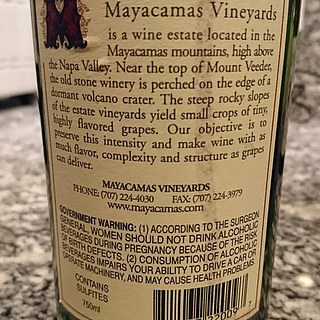 Mayacamas Vineyards
is a wine estate located in the
Mayacamas mountains, high above
the Napa Valley. Near the top of Mount Veeder,
the old stone winery is perched on the edge of a
dormant volcano crater. The steep rocky slopes
of the estate vineyards yield small crops of tiny,
highly flavored grapes. Our objective is to
preserve this intensity and make wine with as
much flavor, complexity and structure as grapes
can deliver.
MAYACAMAS VINEYARDS
PHONE: (707) 224-4030 FAX: (707) 224-3979
www.mayacamas.com
GOVERNMENT WARNING: (1) ACCORDING TO THE SURGEON
GENERAL, WOMEN SHOULD NOT DRINK ALCOHOLIC
BEVERAGES DURING PREGNANCY BECAUSE OF THE RISK
OF BIRTH DEFECTS. (2) CONSUMPTION OF ALCOHOLIC
BEVERAGES IMPAIRS YOUR ABILITY TO DRIVE A CAR OR
OPERATE MACHINERY, AND MAY CAUSE HEALTH PROBLEMS.
CONTAINS
SULFITES
750ml